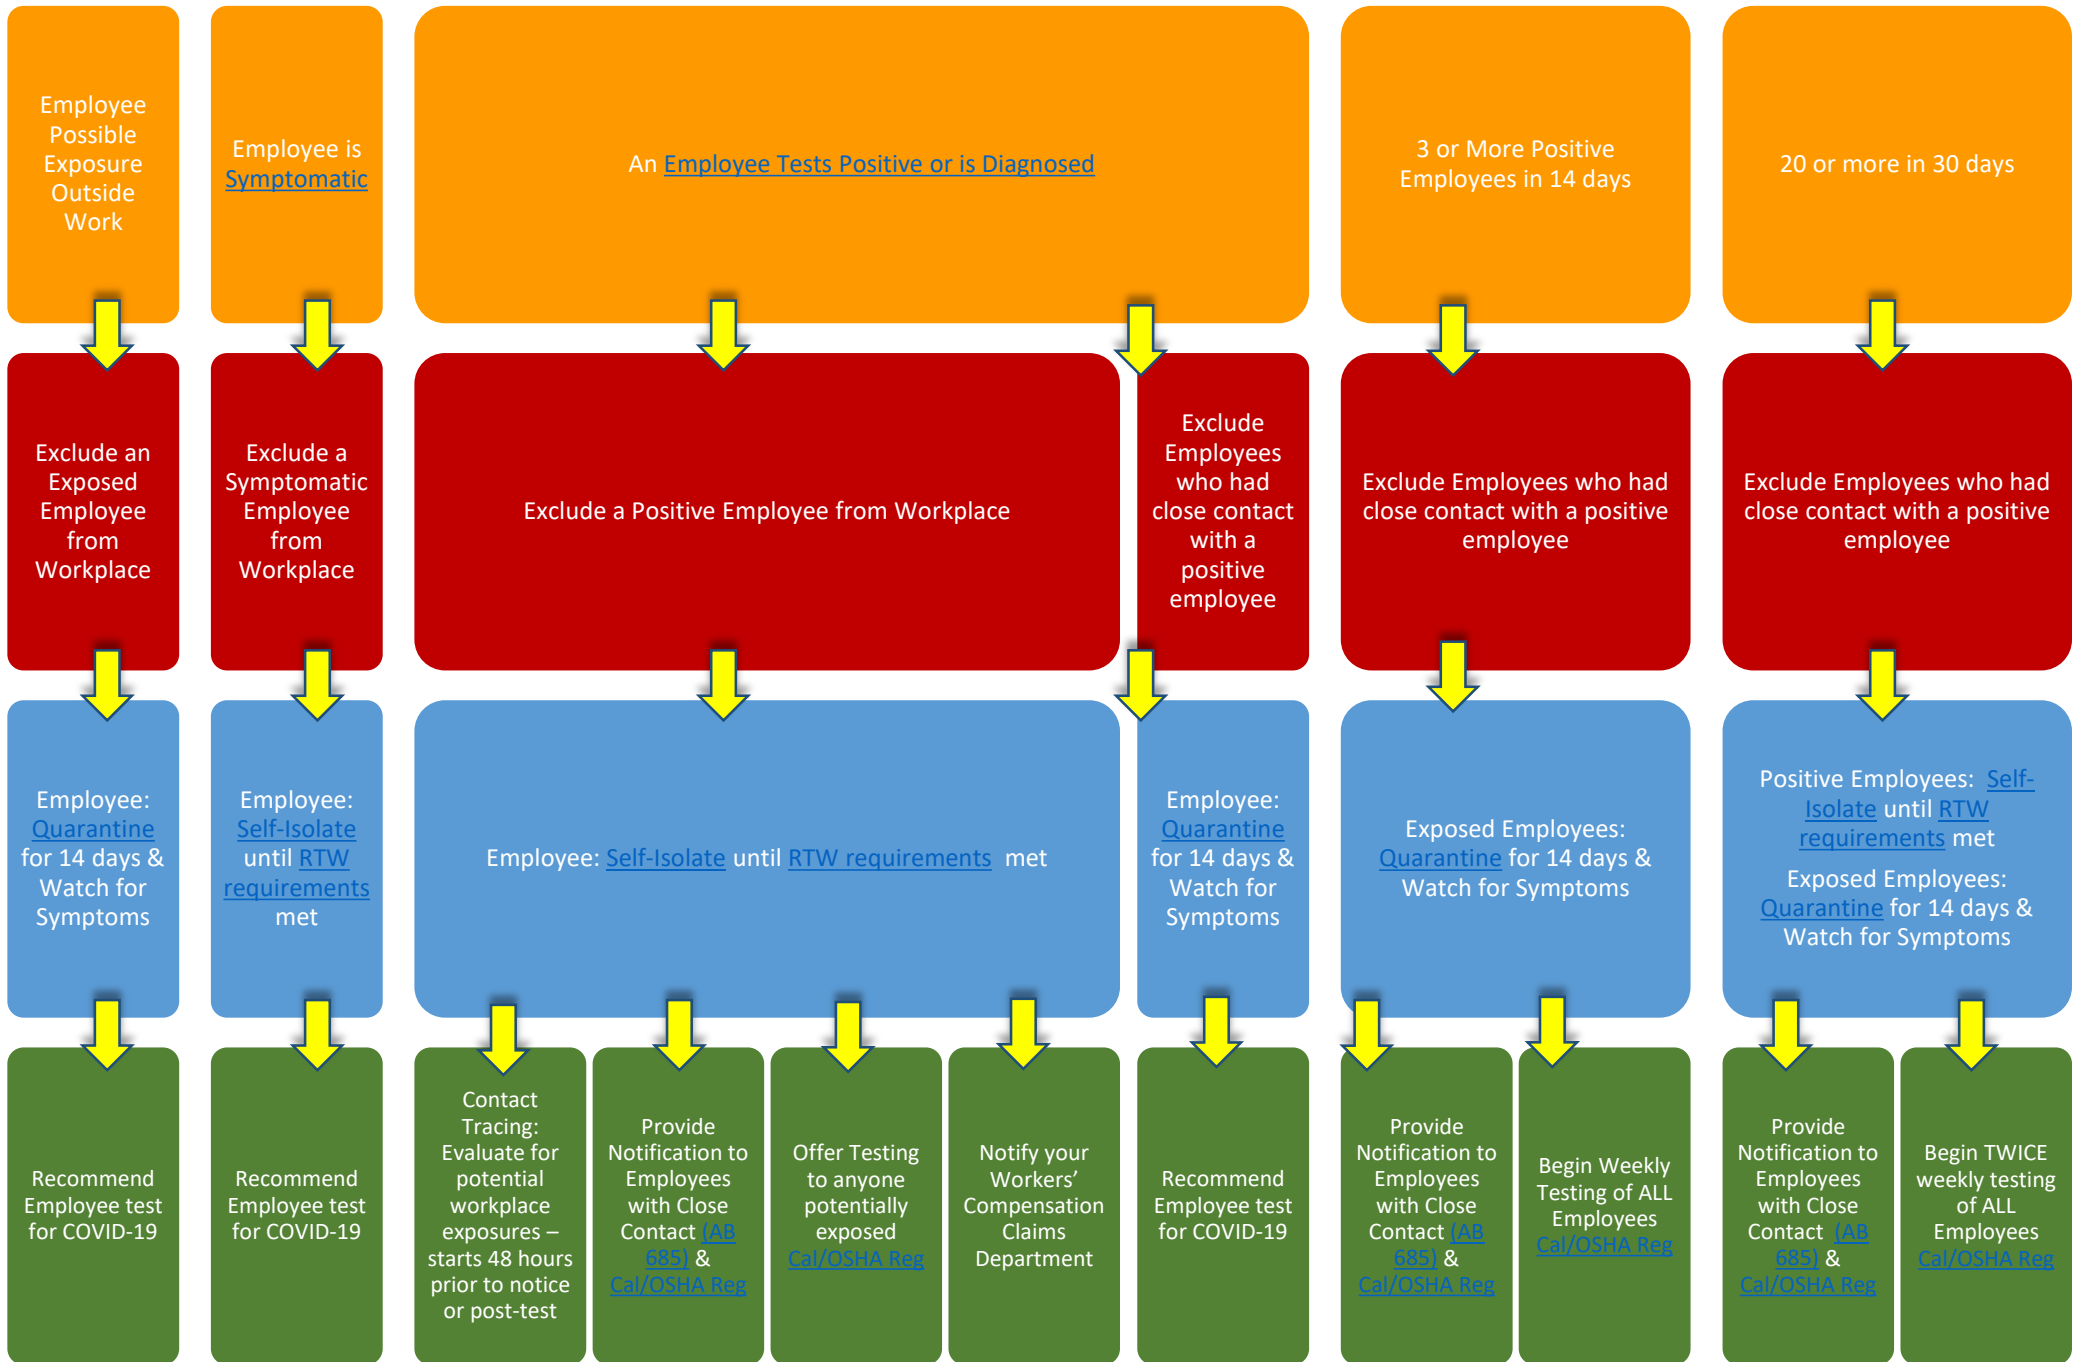 Employee
Possible
Exposure
Outside
Work
Employee is
Symptomatic
An Employee Tests Positive or is Diagnosed
3 or More Positive
Employees in 14 days
20 or more in 30 days
Exclude an
Exposed
Employee
from
Workplace
Exclude a
Symptomatic
Employee
from
Workplace
Exclude a Positive Employee from Workplace
Exclude
Employees
who had
close contact
with a
positive
employee
Exclude Employees who had
close contact with a positive
employee
Exclude Employees who had
close contact with a positive
employee
Employee:
Quarantine
for 14 days &
Watch for
Symptoms
Employee:
Self-Isolate
until RTW
requirements
met
Employee: Self-Isolate until RTW requirements met
Employee:
Quarantine
for 14 days &
Watch for
Symptoms
Exposed Employees:
Quarantine for 14 days &
Watch for Symptoms
Positive Employees: Self-
Isolate until RTW
requirements met
Exposed Employees:
Quarantine for 14 days &
Watch for Symptoms
Recommend
Employee test
for COVID-19
Recommend
Employee test
for COVID-19
Contact
Tracing:
Evaluate for
potential
workplace
exposures –
starts 48 hours
prior to notice
or post-test
Provide
Notification to
Employees
with Close
Contact (AB
685) &
Cal/OSHA Reg
Offer Testing
to anyone
potentially
exposed
Cal/OSHA Reg
Notify your
Workers’
Compensation
Claims
Department
Recommend
Employee test
for COVID-19
Provide
Notification to
Employees
with Close
Contact (AB
685) &
Cal/OSHA Reg
Begin Weekly
Testing of ALL
Employees
Cal/OSHA Reg
Provide
Notification to
Employees
with Close
Contact (AB
685) &
Cal/OSHA Reg
Begin TWICE
weekly testing
of ALL
Employees
Cal/OSHA Reg